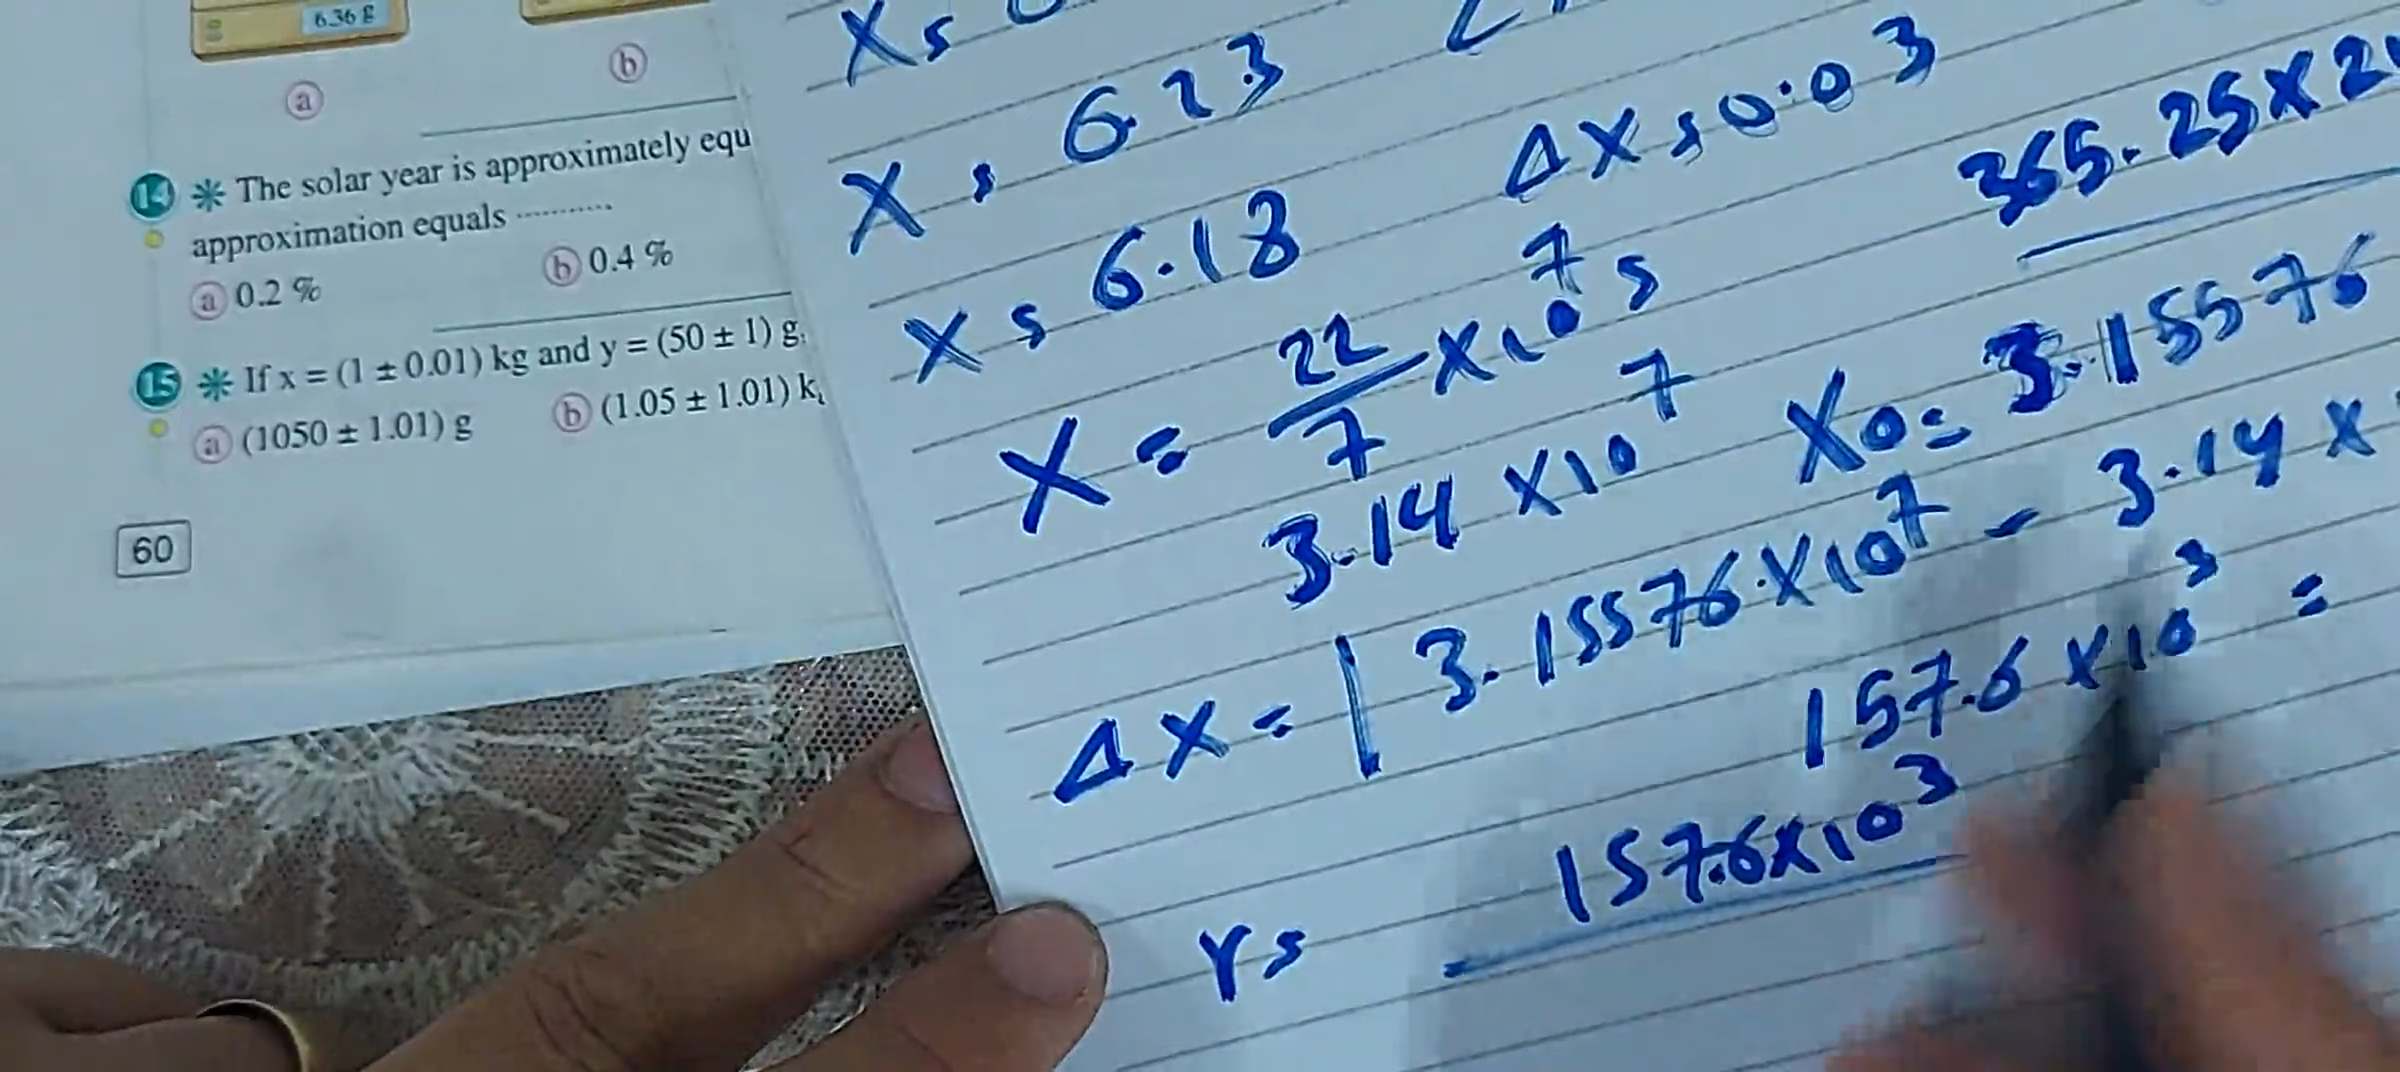 6.36 g
a
b
14 * The solar year is approximately equ
approximation equals ...........
a 0.2 %
b 0.4 %
15 * If x = (1 ± 0.01) kg and y = (50 ± 1) g,
a (1050 ± 1.01) g
b (1.05 ± 1.01) k
60
X s
X s 6.23
Δ X s 0.03
X s 6.18
365.25 X 2
X = 22/7 X 10^7 s
3.14 X 10^7
X0 = 3.15576
Δ X = | 3.15576 X 10^7 - 3.14 X
157.6 X 10^3 =
r s 157.6 X 10^3